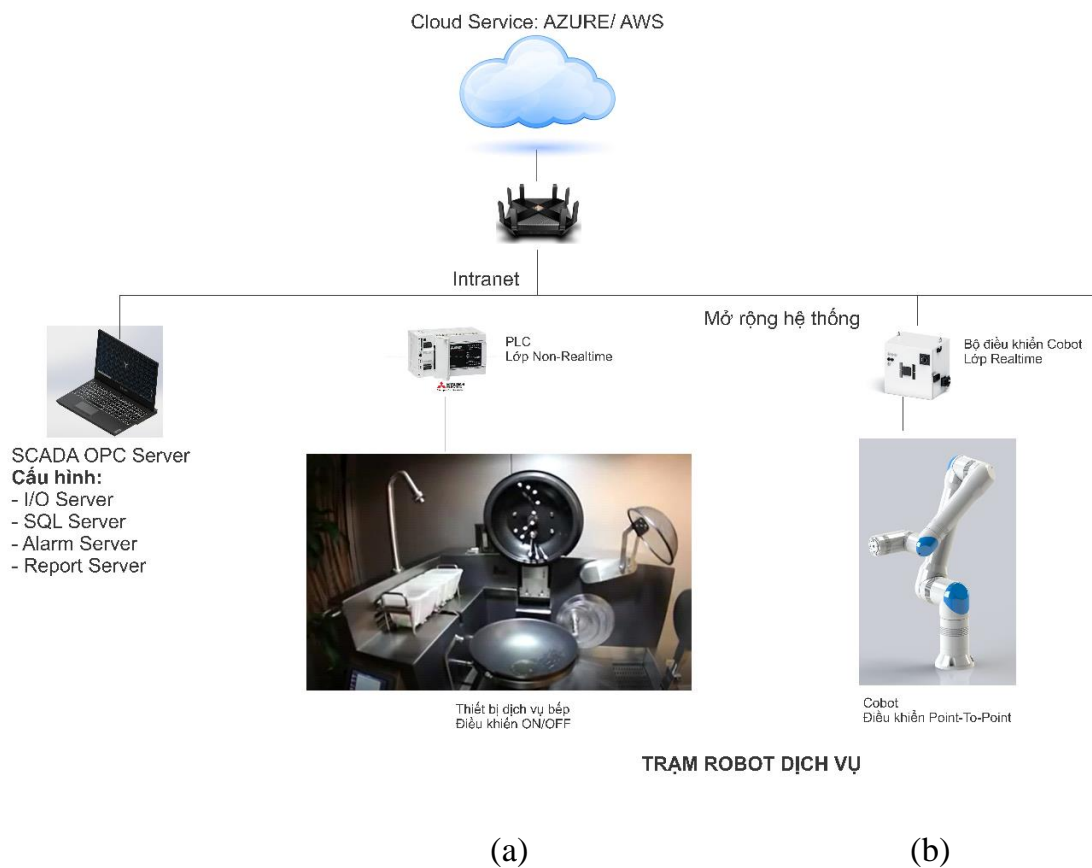 Cloud Service: AZURE/ AWS
Intranet
Mở rộng hệ thống
PLC
Lớp Non-Realtime
Bộ điều khiển Cobot
Lớp Realtime
SCADA OPC Server
Cấu hình:
- I/O Server
- SQL Server
- Alarm Server
- Report Server
Thiết bị dịch vụ bếp
Điều khiển ON/OFF
Cobot
Điều khiển Point-To-Point
TRẠM ROBOT DỊCH VỤ
(a)
(b)